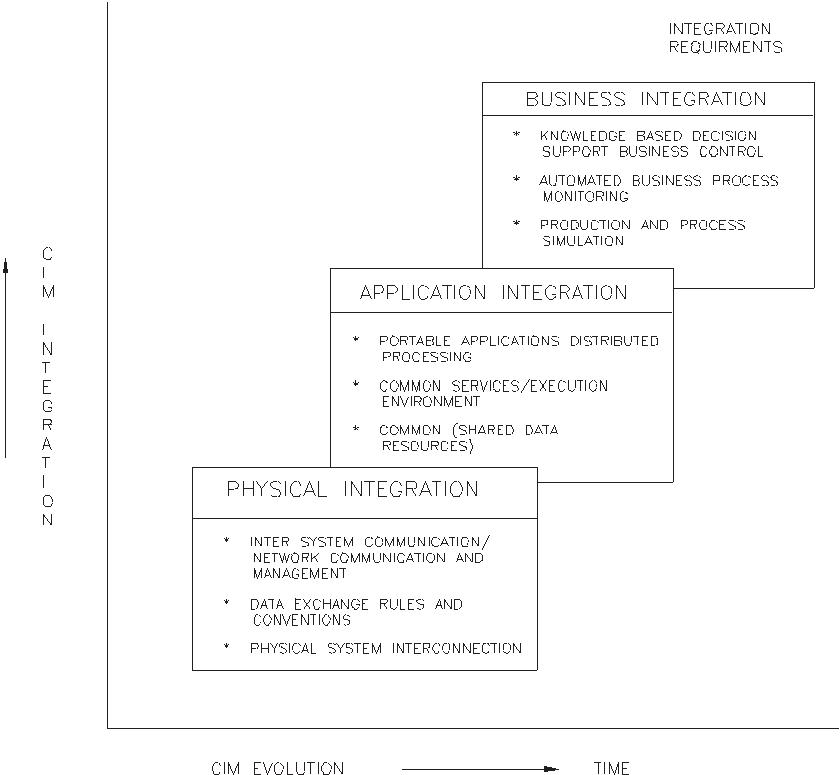 INTEGRATION
REQUIRMENTS
BUSINESS INTEGRATION
* KNOWLEDGE BASED DECISION
SUPPORT BUSINESS CONTROL
* AUTOMATED BUSINESS PROCESS
MONITORING
* PRODUCTION AND PROCESS
SIMULATION
APPLICATION INTEGRATION
* PORTABLE APPLICATIONS DISTRIBUTED
PROCESSING
* COMMON SERVICES/EXECUTION
ENVIRONMENT
* COMMON (SHARED DATA
RESOURCES)
PHYSICAL INTEGRATION
* INTER SYSTEM COMMUNICATION/
NETWORK COMMUNICATION AND
MANAGEMENT
* DATA EXCHANGE RULES AND
CONVENTIONS
* PHYSICAL SYSTEM INTERCONNECTION
CIM INTEGRATION
CIM EVOLUTION TIME